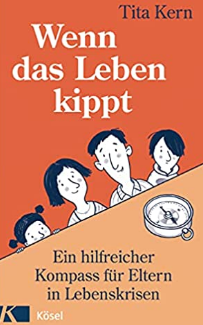 Tita Kern
Wenn
das Leben
kippt
Ein hilfreicher
Kompass für Eltern
in Lebenskrisen
K
Kösel